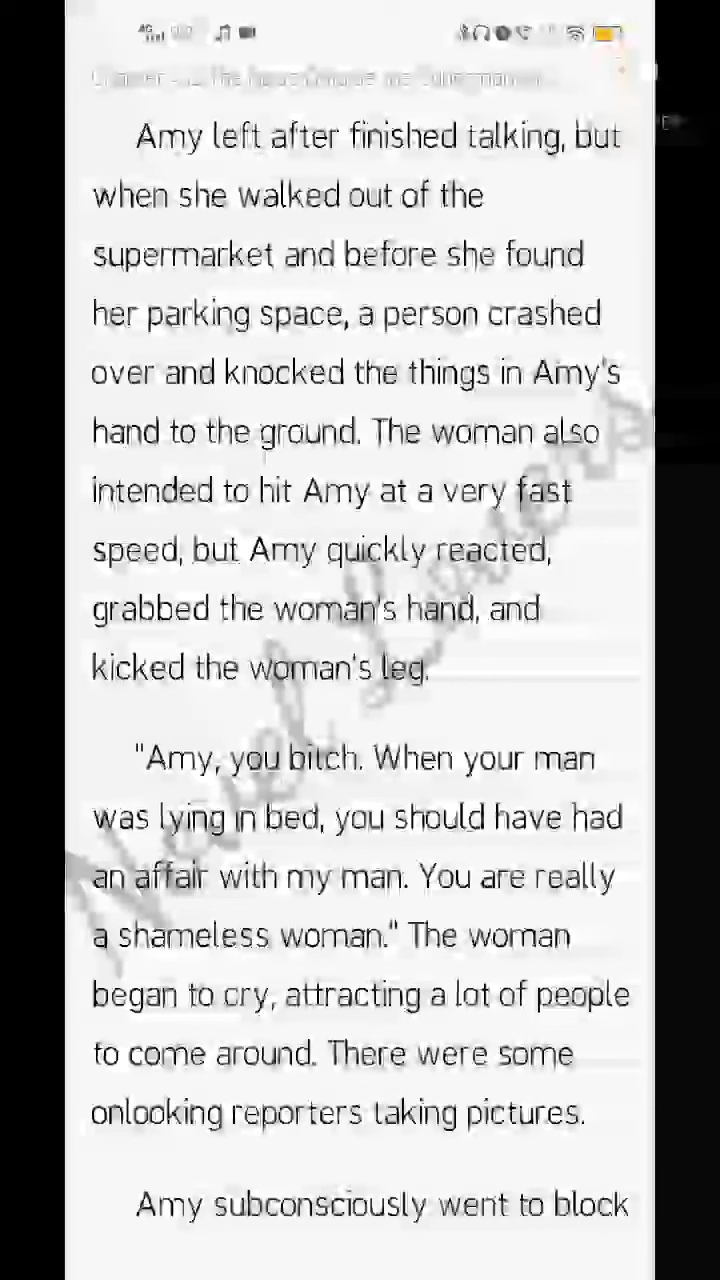 4G
Amy left after finished talking, but
when she walked out of the
supermarket and before she found
her parking space, a person crashed
over and knocked the things in Amy's
hand to the ground. The woman also
intended to hit Amy at a very fast
speed, but Amy quickly reacted,
grabbed the woman's hand, and
kicked the woman's leg.
"Amy, you bitch. When your man
was lying in bed, you should have had
an affair with my man. You are really
a shameless woman." The woman
began to cry, attracting a lot of people
to come around. There were some
onlooking reporters taking pictures.
Amy subconsciously went to block
Novel Lovers